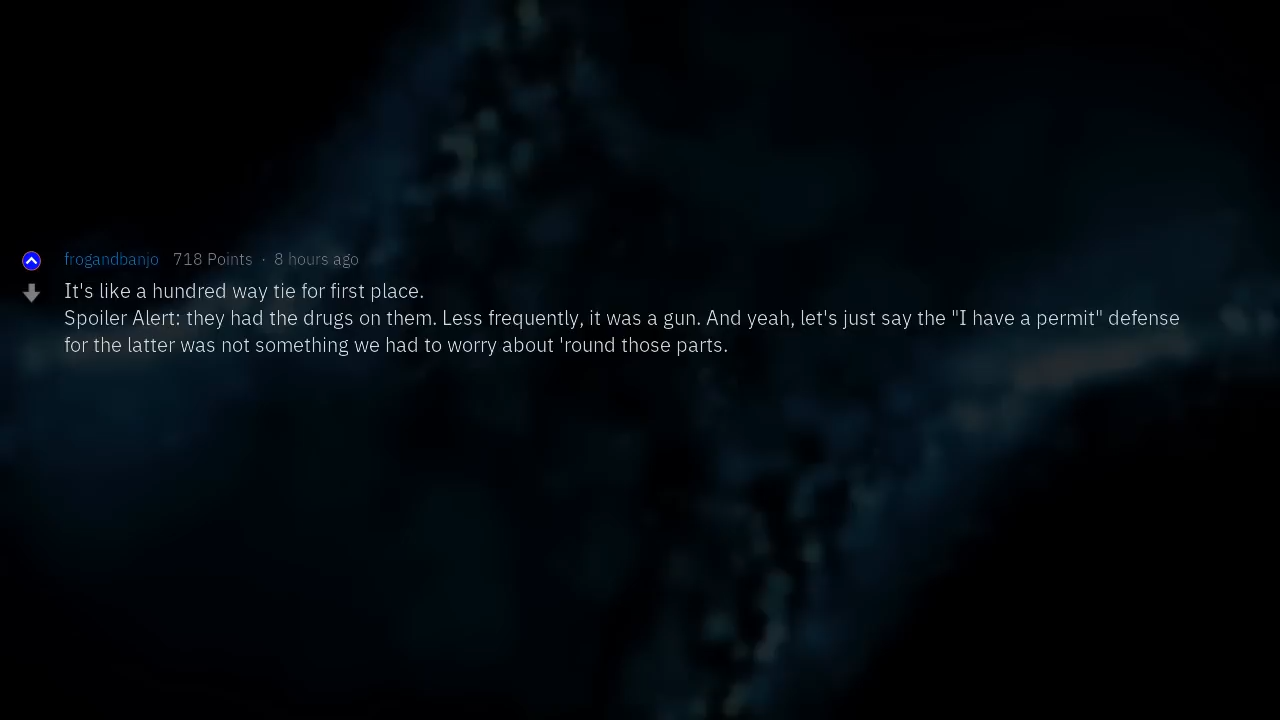 frogandbanjo 718 Points · 8 hours ago
It's like a hundred way tie for first place.
Spoiler Alert: they had the drugs on them. Less frequently, it was a gun. And yeah, let's just say the "I have a permit" defense
for the latter was not something we had to worry about 'round those parts.